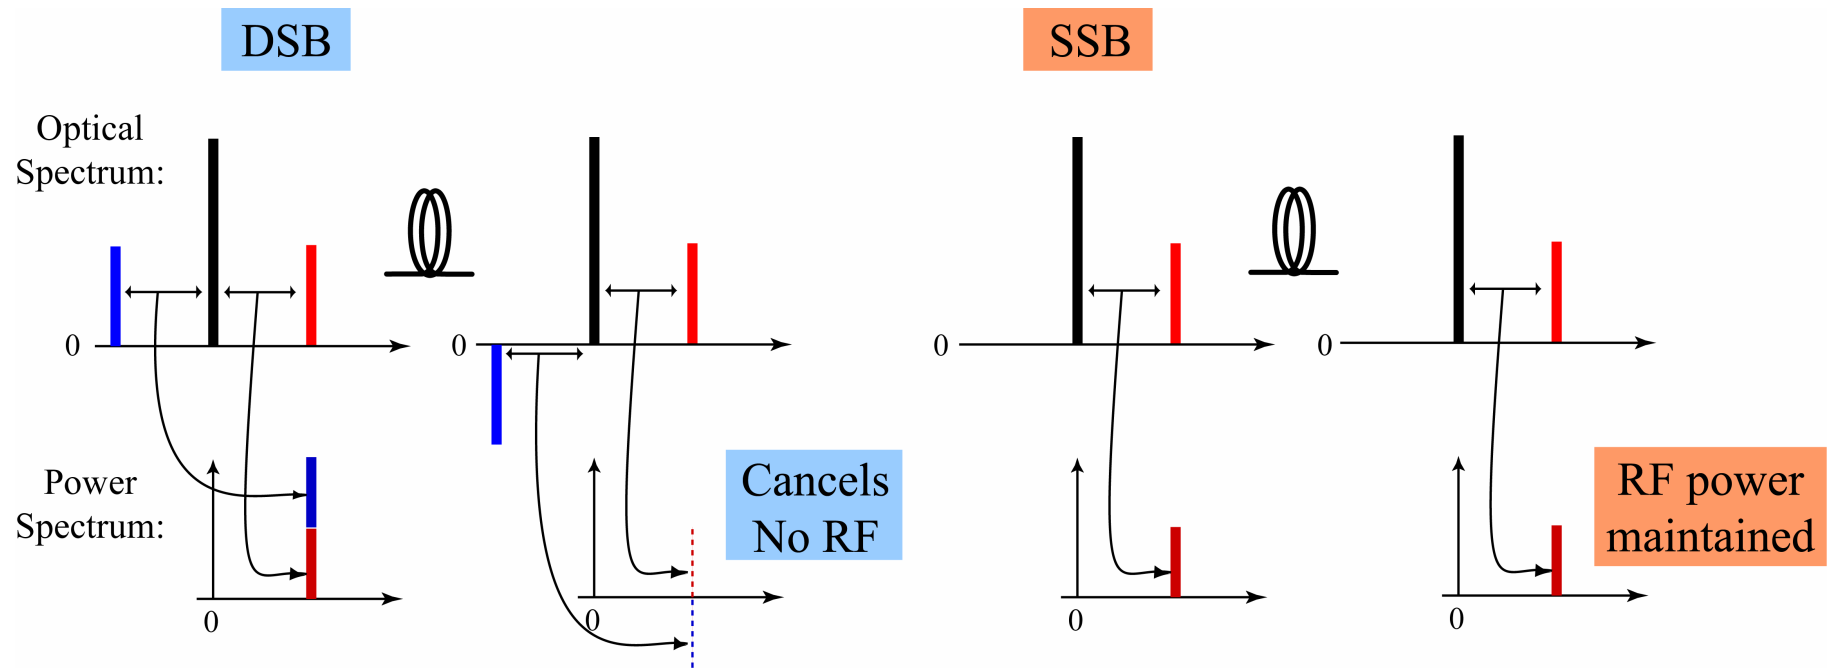 DSB
SSB
Optical
Spectrum:
0
0
0
0
Power
Spectrum:
Cancels
No RF
RF power
maintained
0
0
0
0